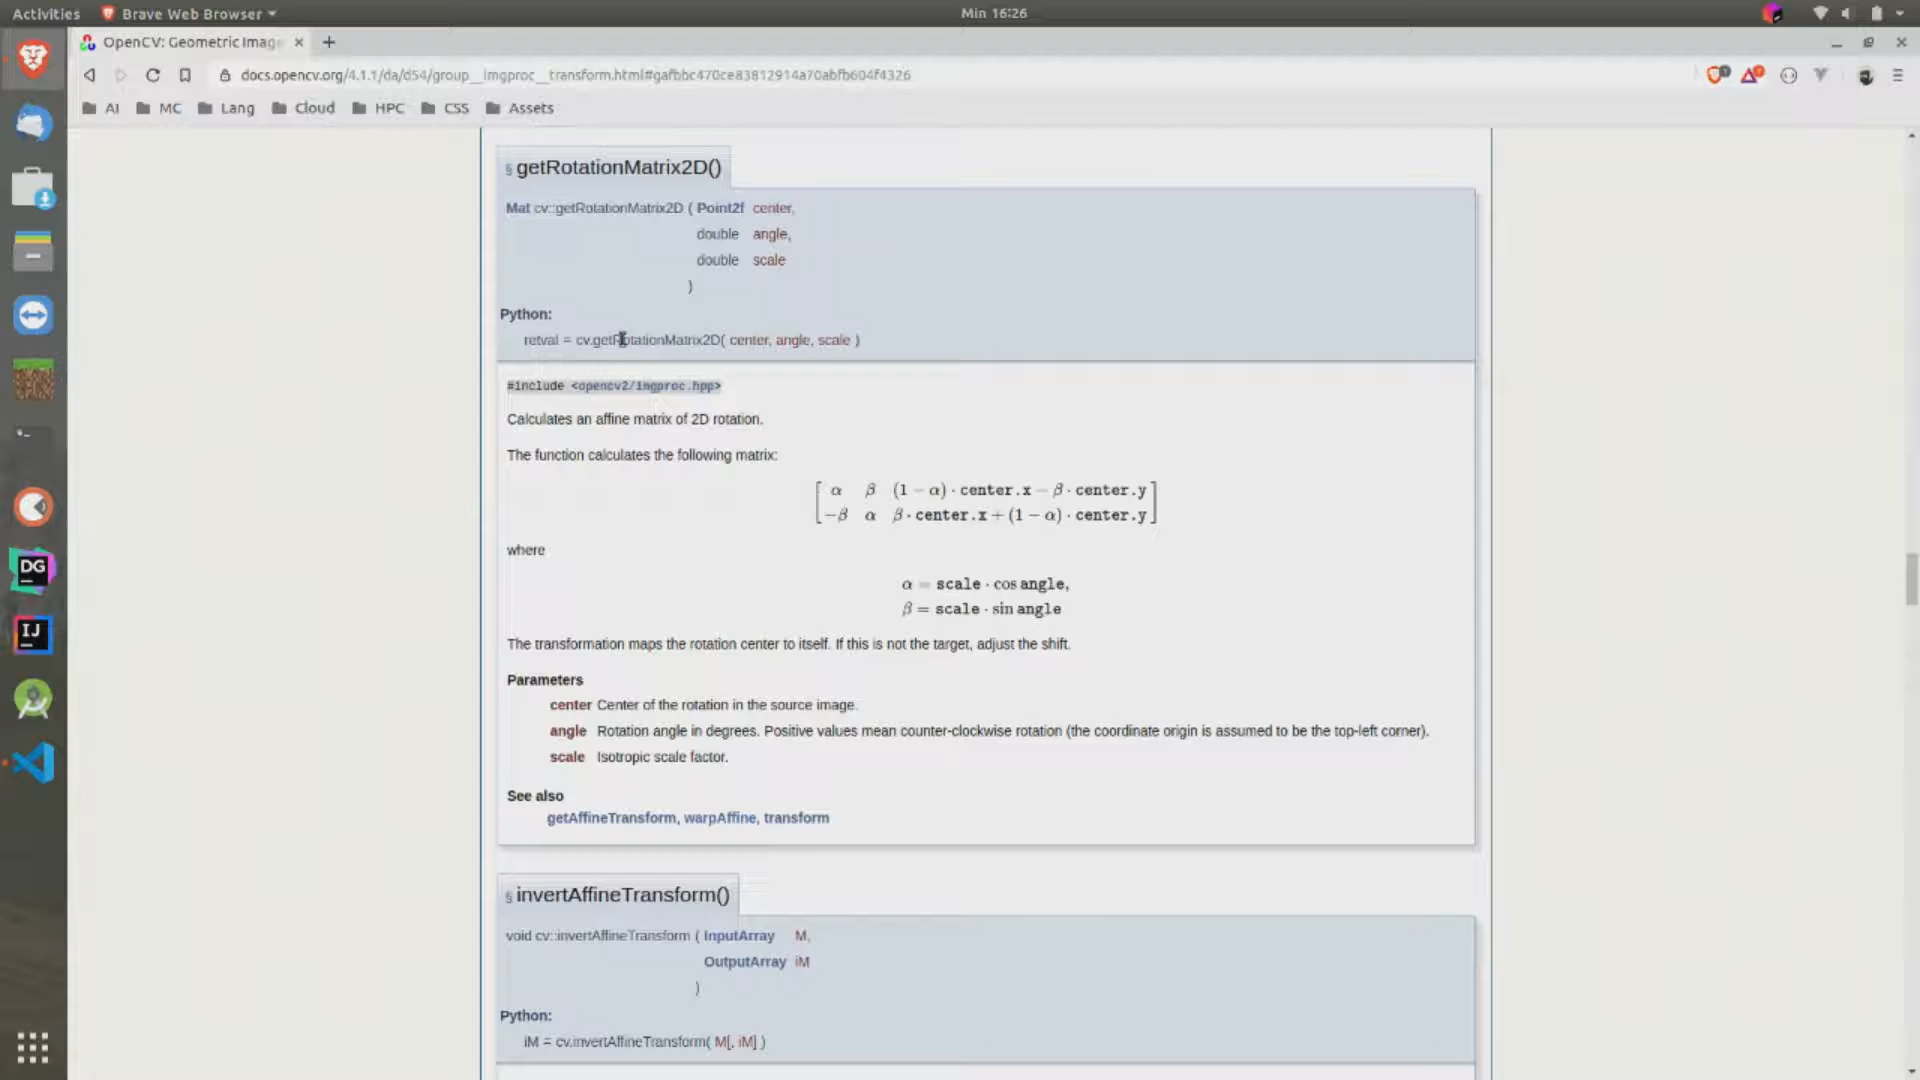 Activities
Brave Web Browser
Min 16:26
OpenCV: Geometric Imag
docs.opencv.org/4.1.1/da/d54/group__imgproc__transform.html#gafbbc470ce83812914a70abfb604f4326
AI
MC
Lang
Cloud
HPC
CSS
Assets
§ getRotationMatrix2D()
Mat cv::getRotationMatrix2D ( Point2f center,
double angle,
double scale
)
Python:
retval = cv.getRotationMatrix2D( center, angle, scale )
#include <opencv2/imgproc.hpp>
Calculates an affine matrix of 2D rotation.
The function calculates the following matrix:
[ α β (1 − α) · center.x − β · center.y ]
[ −β α β · center.x + (1 − α) · center.y ]
where
α = scale · cos angle,
β = scale · sin angle
The transformation maps the rotation center to itself. If this is not the target, adjust the shift.
Parameters
center Center of the rotation in the source image.
angle Rotation angle in degrees. Positive values mean counter-clockwise rotation (the coordinate origin is assumed to be the top-left corner).
scale Isotropic scale factor.
See also
getAffineTransform, warpAffine, transform
§ invertAffineTransform()
void cv::invertAffineTransform ( InputArray M,
OutputArray iM
)
Python:
iM = cv.invertAffineTransform( M[, iM] )
DG
IJ